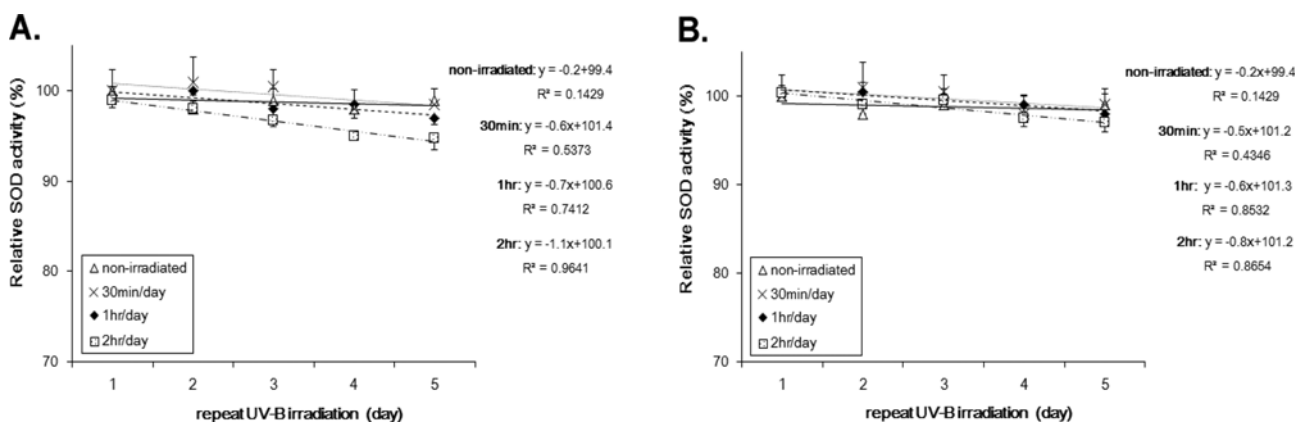 A.
Relative SOD activity (%)
100
90
80
70
non-irradiated
30min/day
1hr/day
2hr/day
1 2 3 4 5
repeat UV-B irradiation (day)
non-irradiated: y = -0.2+99.4
R² = 0.1429
30min: y = -0.6x+101.4
R² = 0.5373
1hr: y = -0.7x+100.6
R² = 0.7412
2hr: y = -1.1x+100.1
R² = 0.9641
B.
Relative SOD activity (%)
100
90
80
70
non-irradiated
30min/day
1hr/day
2hr/day
1 2 3 4 5
repeat UV-B irradiation (day)
non-irradiated: y = -0.2x+99.4
R² = 0.1429
30min: y = -0.5x+101.2
R² = 0.4346
1hr: y = -0.6x+101.3
R² = 0.8532
2hr: y = -0.8x+101.2
R² = 0.8654